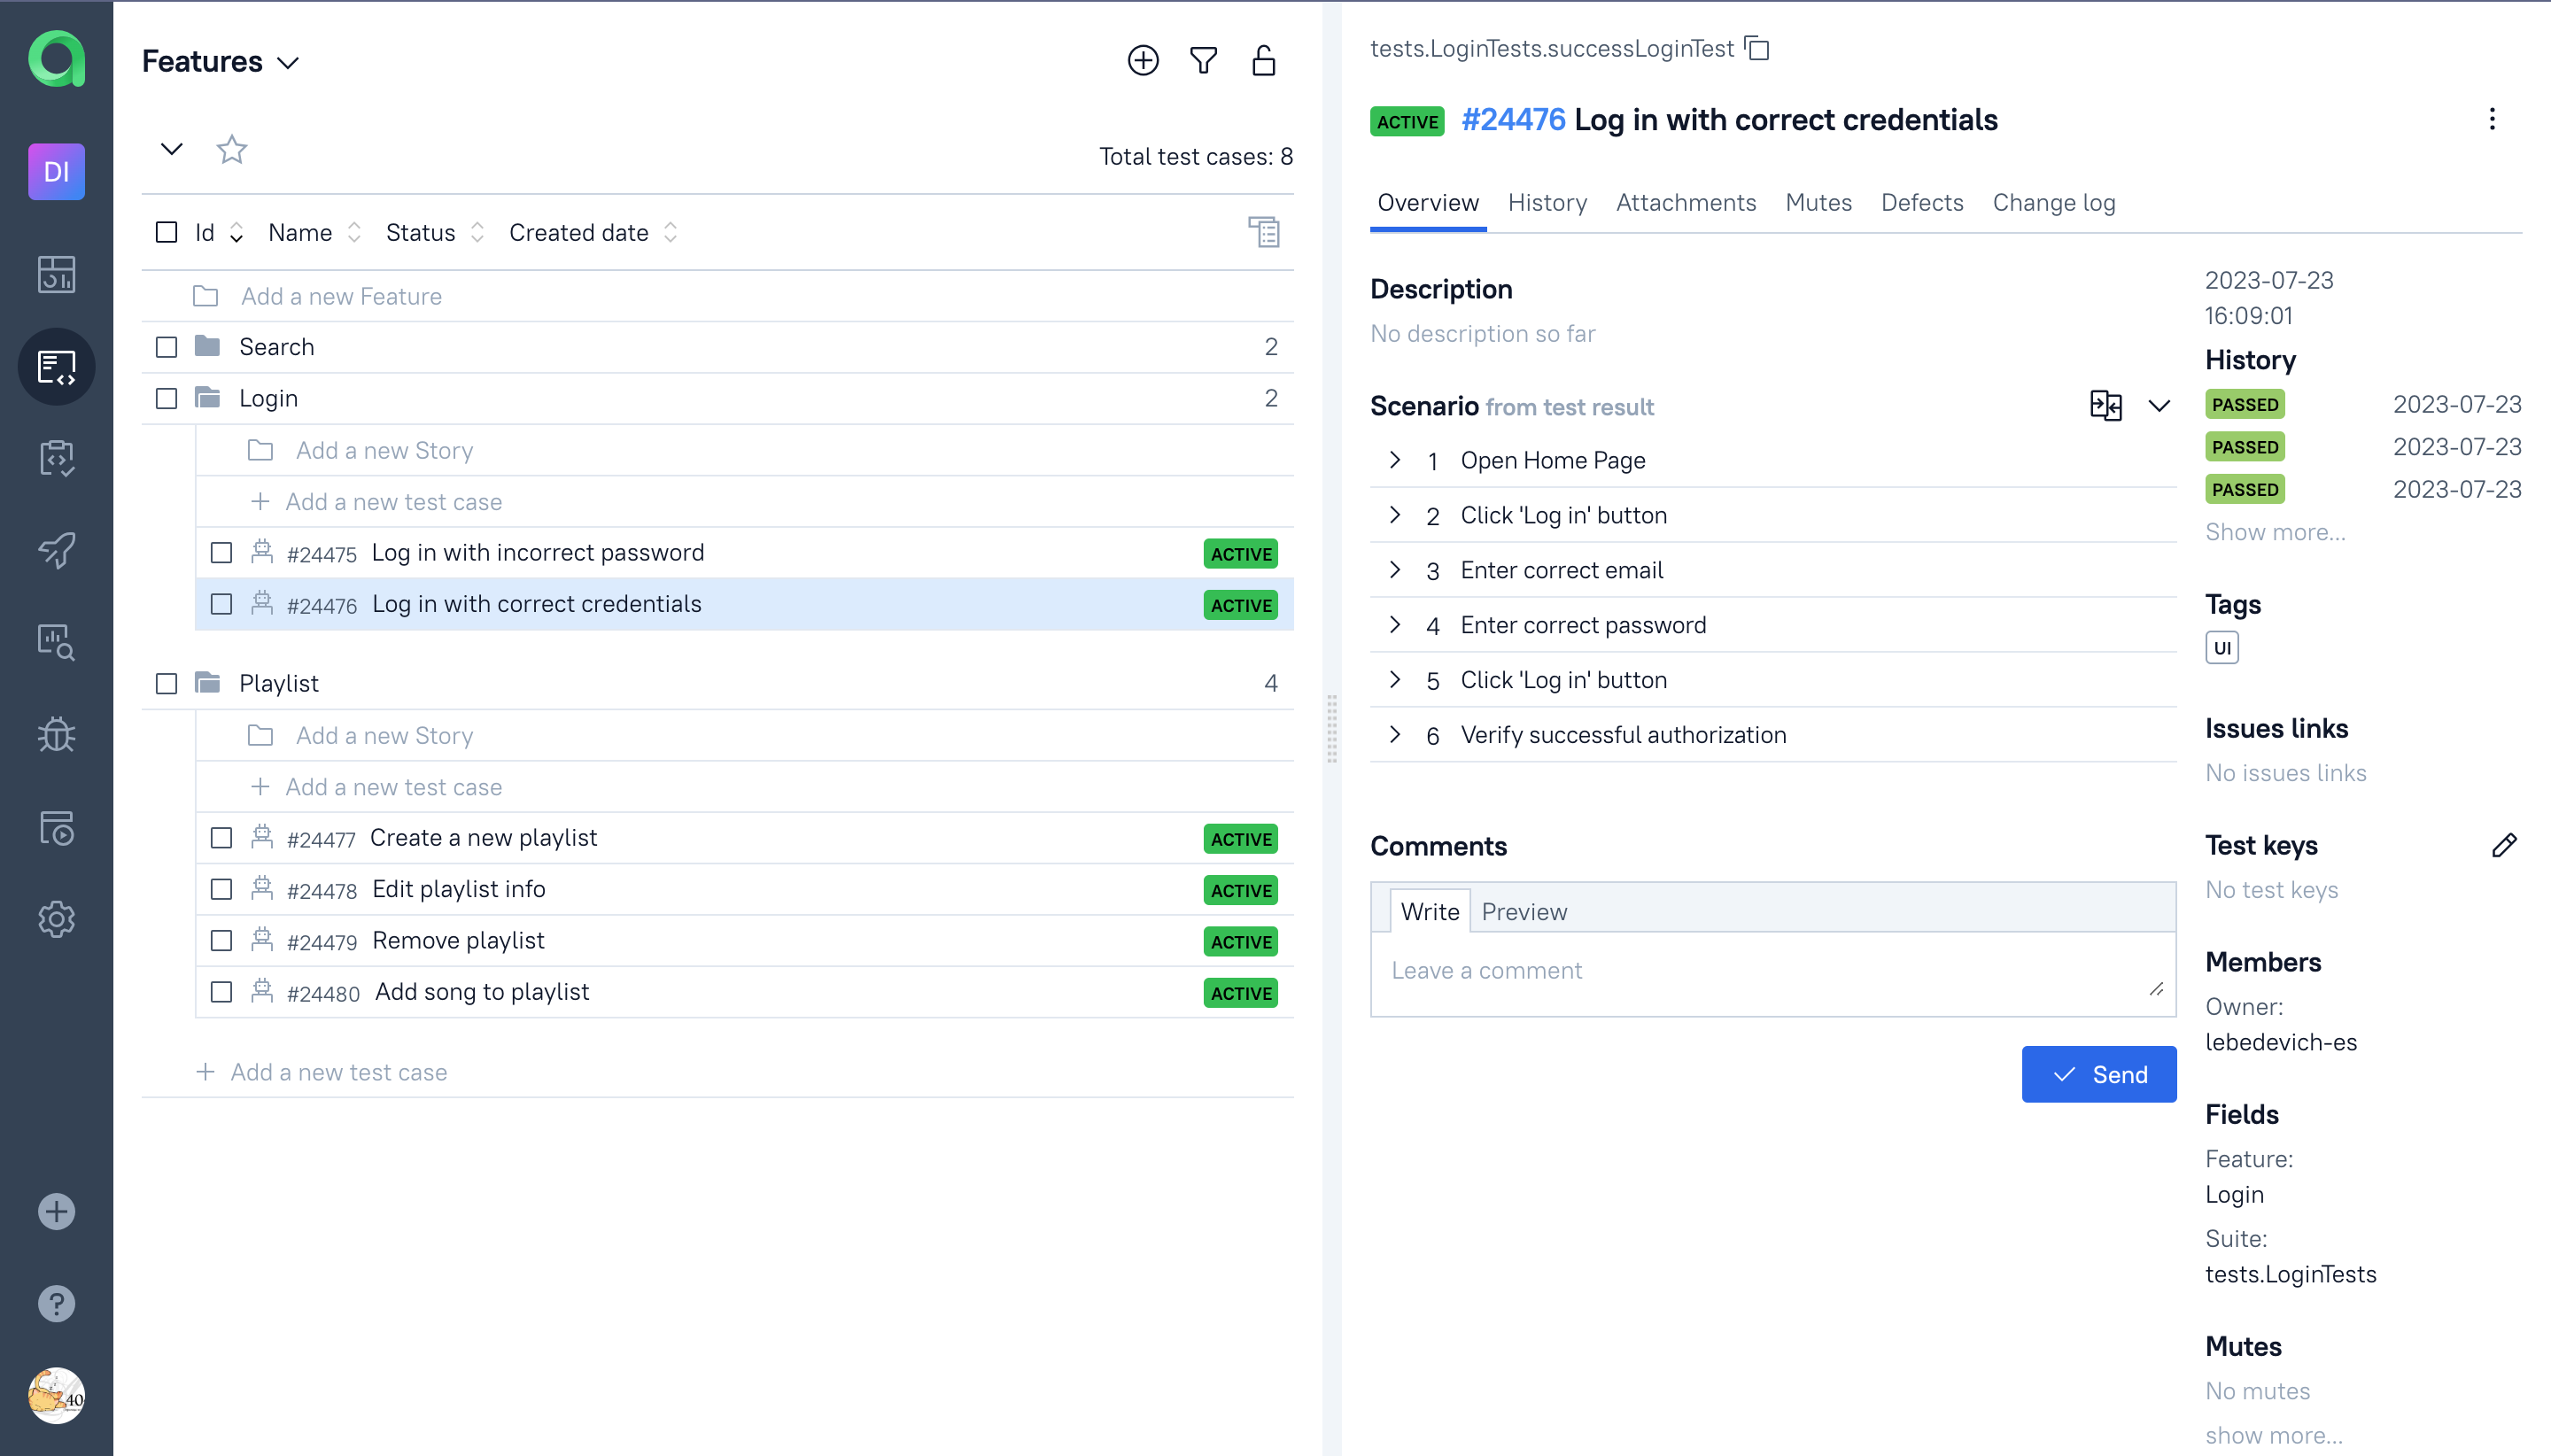 DI
40
Features
Total test cases: 8
Id Name Status Created date
Add a new Feature
Search 2
Login 2
Add a new Story
+ Add a new test case
#24475 Log in with incorrect password ACTIVE
#24476 Log in with correct credentials ACTIVE
Playlist 4
Add a new Story
+ Add a new test case
#24477 Create a new playlist ACTIVE
#24478 Edit playlist info ACTIVE
#24479 Remove playlist ACTIVE
#24480 Add song to playlist ACTIVE
+ Add a new test case
tests.LoginTests.successLoginTest
ACTIVE #24476 Log in with correct credentials
Overview History Attachments Mutes Defects Change log
Description
No description so far
Scenario from test result
1 Open Home Page
2 Click 'Log in' button
3 Enter correct email
4 Enter correct password
5 Click 'Log in' button
6 Verify successful authorization
Comments
Write Preview
Leave a comment
Send
2023-07-23
16:09:01
History
PASSED 2023-07-23
PASSED 2023-07-23
PASSED 2023-07-23
Show more...
Tags
UI
Issues links
No issues links
Test keys
No test keys
Members
Owner:
lebedevich-es
Fields
Feature:
Login
Suite:
tests.LoginTests
Mutes
No mutes
show more...